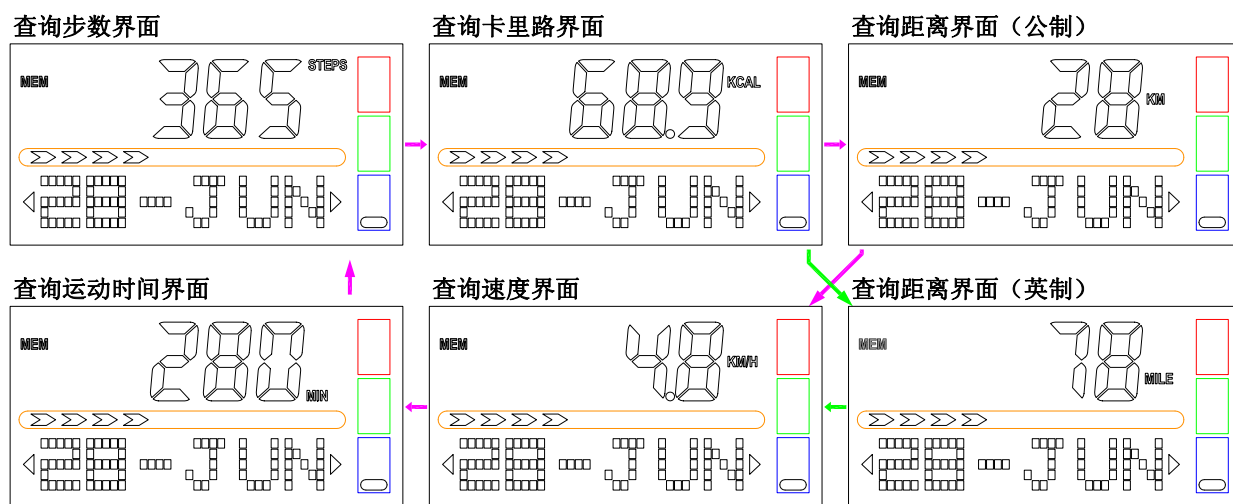 查询步数界面
MEM
365 STEPS
28-JUN
查询卡里路界面
MEM
68.9 KCAL
28-JUN
查询距离界面（公制）
MEM
28 KM
28-JUN
查询运动时间界面
MEM
280 MIN
28-JUN
查询速度界面
MEM
4.8 KM/H
28-JUN
查询距离界面（英制）
MEM
78 MILE
28-JUN